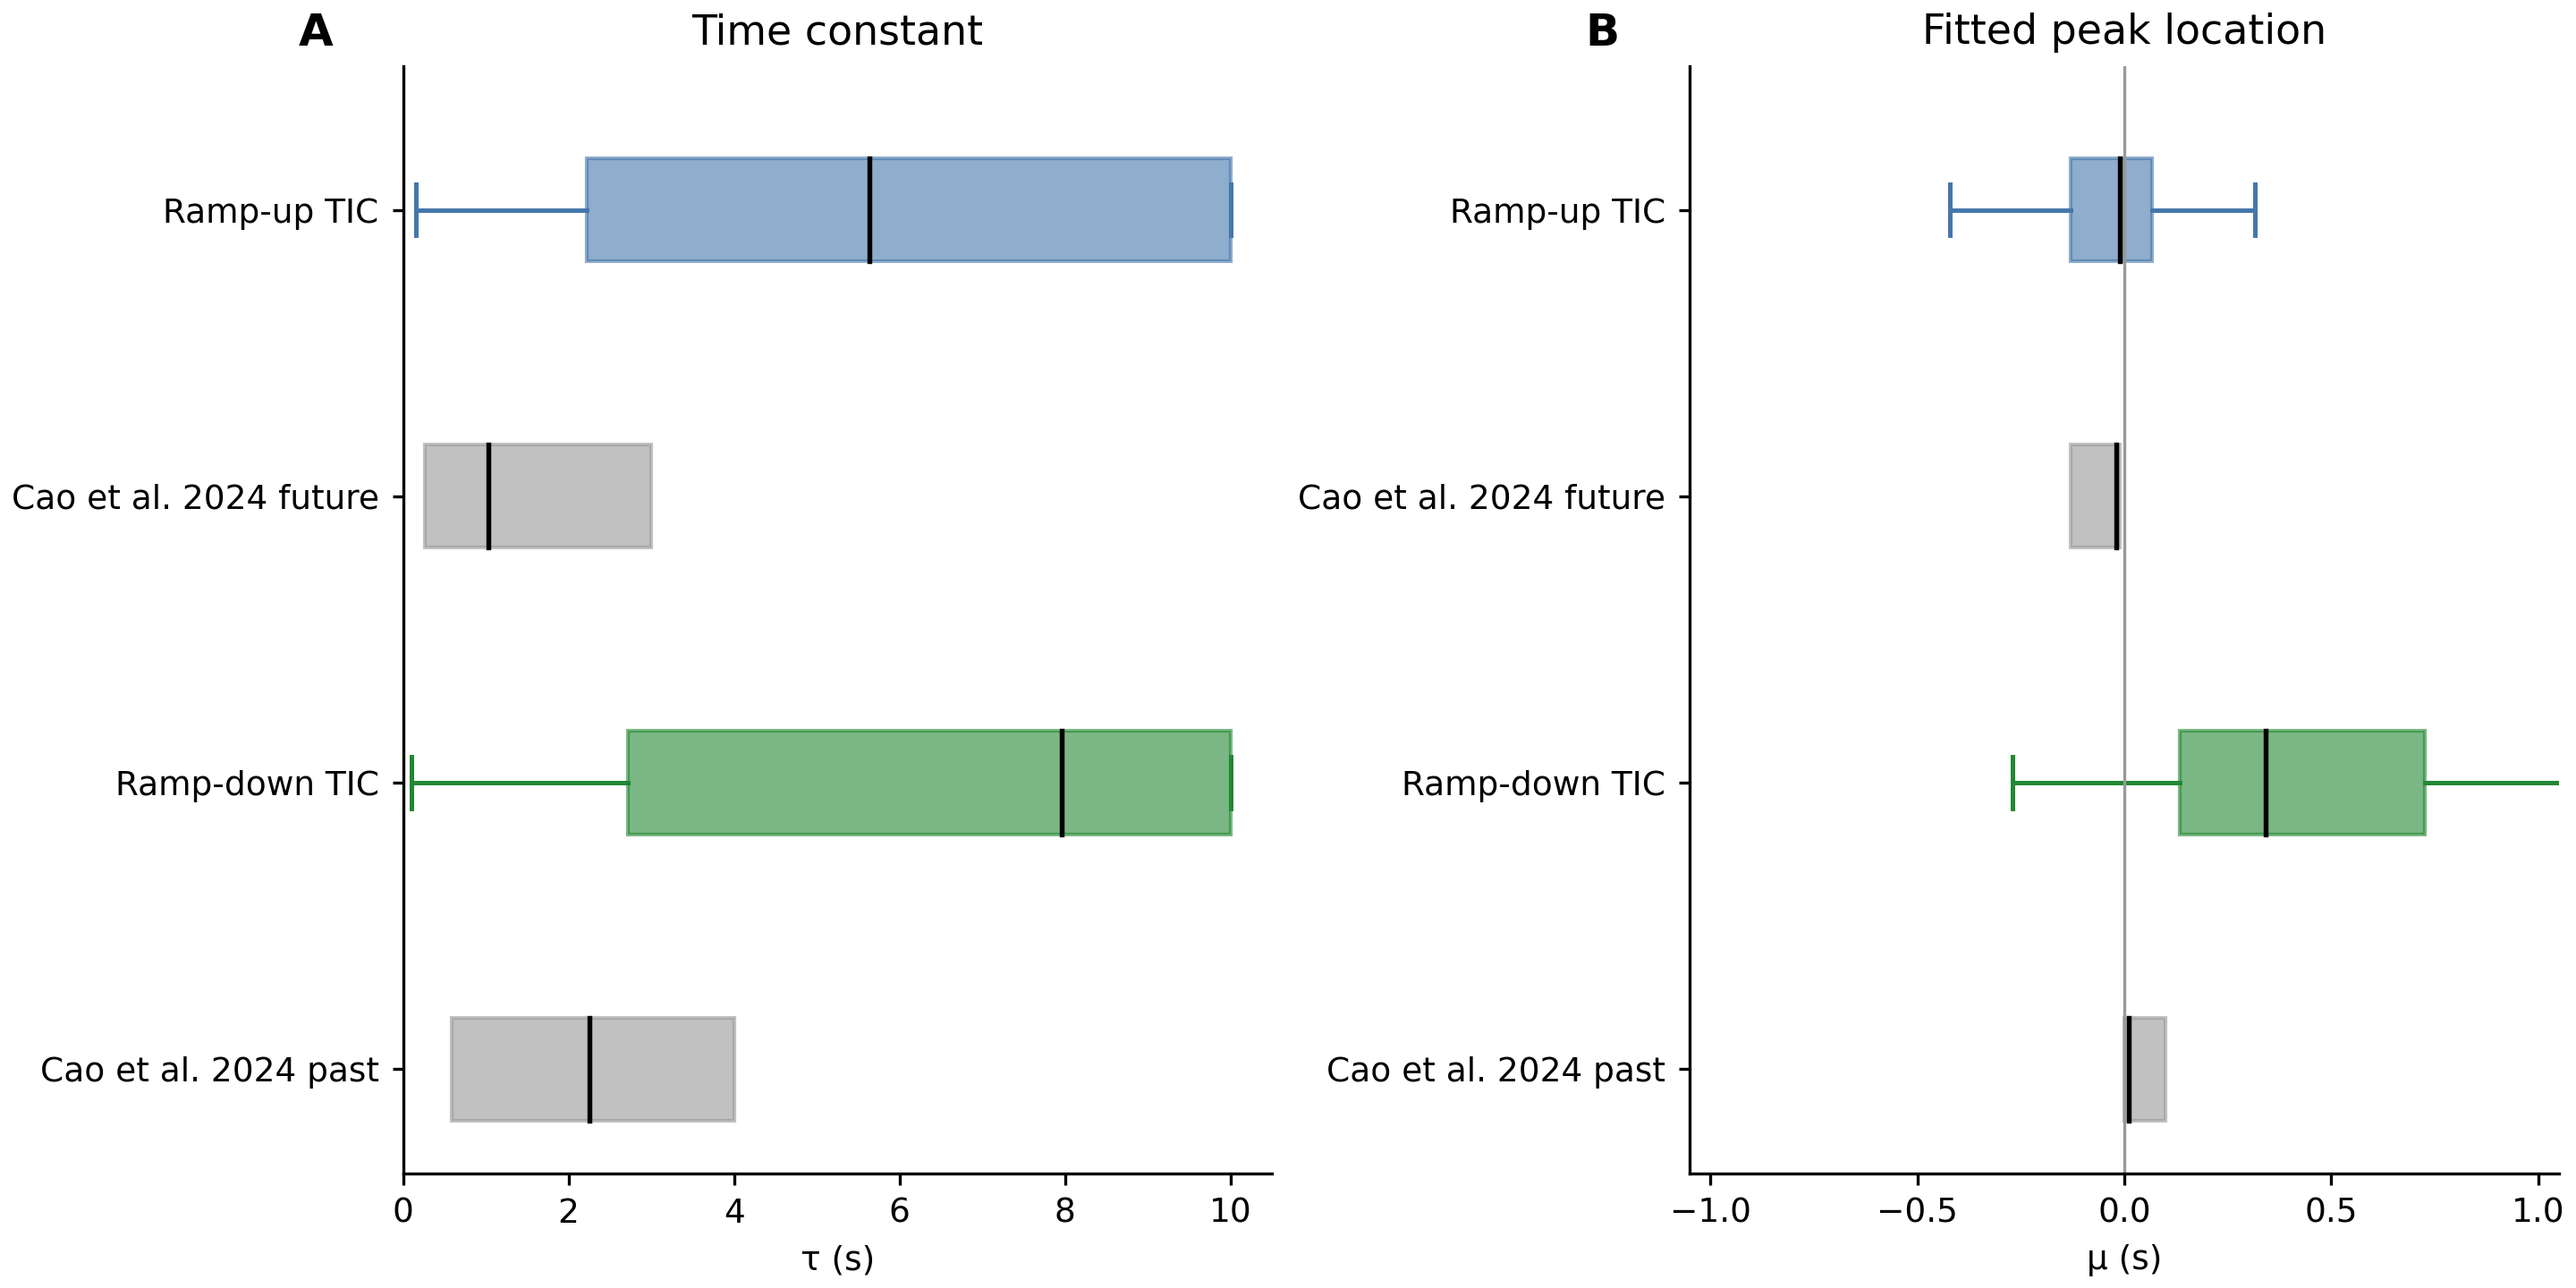 A
Time constant
Ramp-up TIC
Cao et al. 2024 future
Ramp-down TIC
Cao et al. 2024 past
0 2 4 6 8 10
τ (s)
B
Fitted peak location
Ramp-up TIC
Cao et al. 2024 future
Ramp-down TIC
Cao et al. 2024 past
−1.0 −0.5 0.0 0.5 1.0
μ (s)